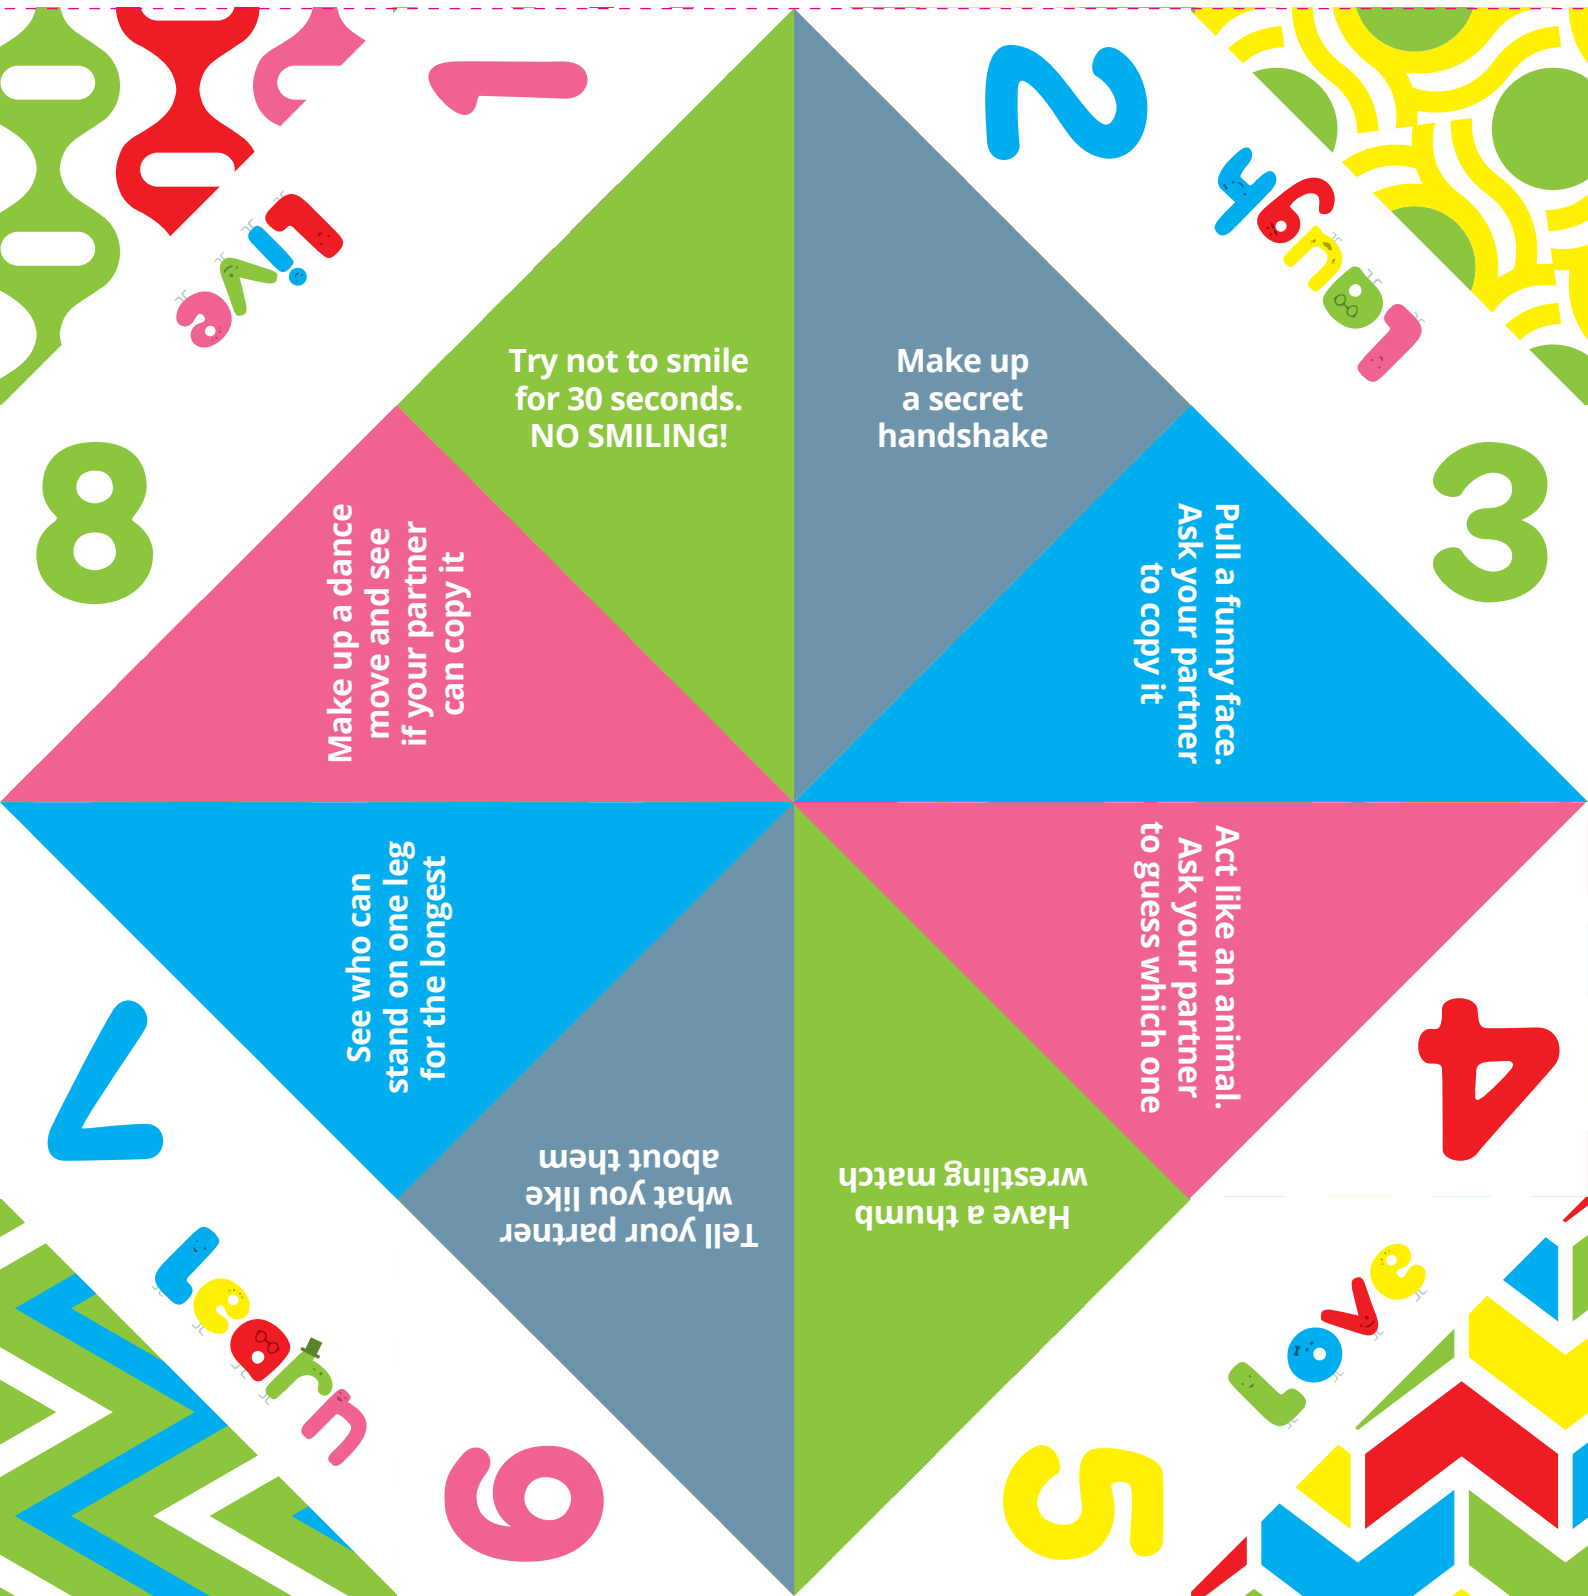 1
2
3
4
5
6
7
8
Live
Laugh
Love
Learn
Try not to smile
for 30 seconds.
NO SMILING!
Make up
a secret
handshake
Pull a funny face.
Ask your partner
to copy it
Act like an animal.
Ask your partner
to guess which one
Have a thumb
wrestling match
Tell your partner
what you like
about them
See who can
stand on one leg
for the longest
Make up a dance
move and see
if your partner
can copy it